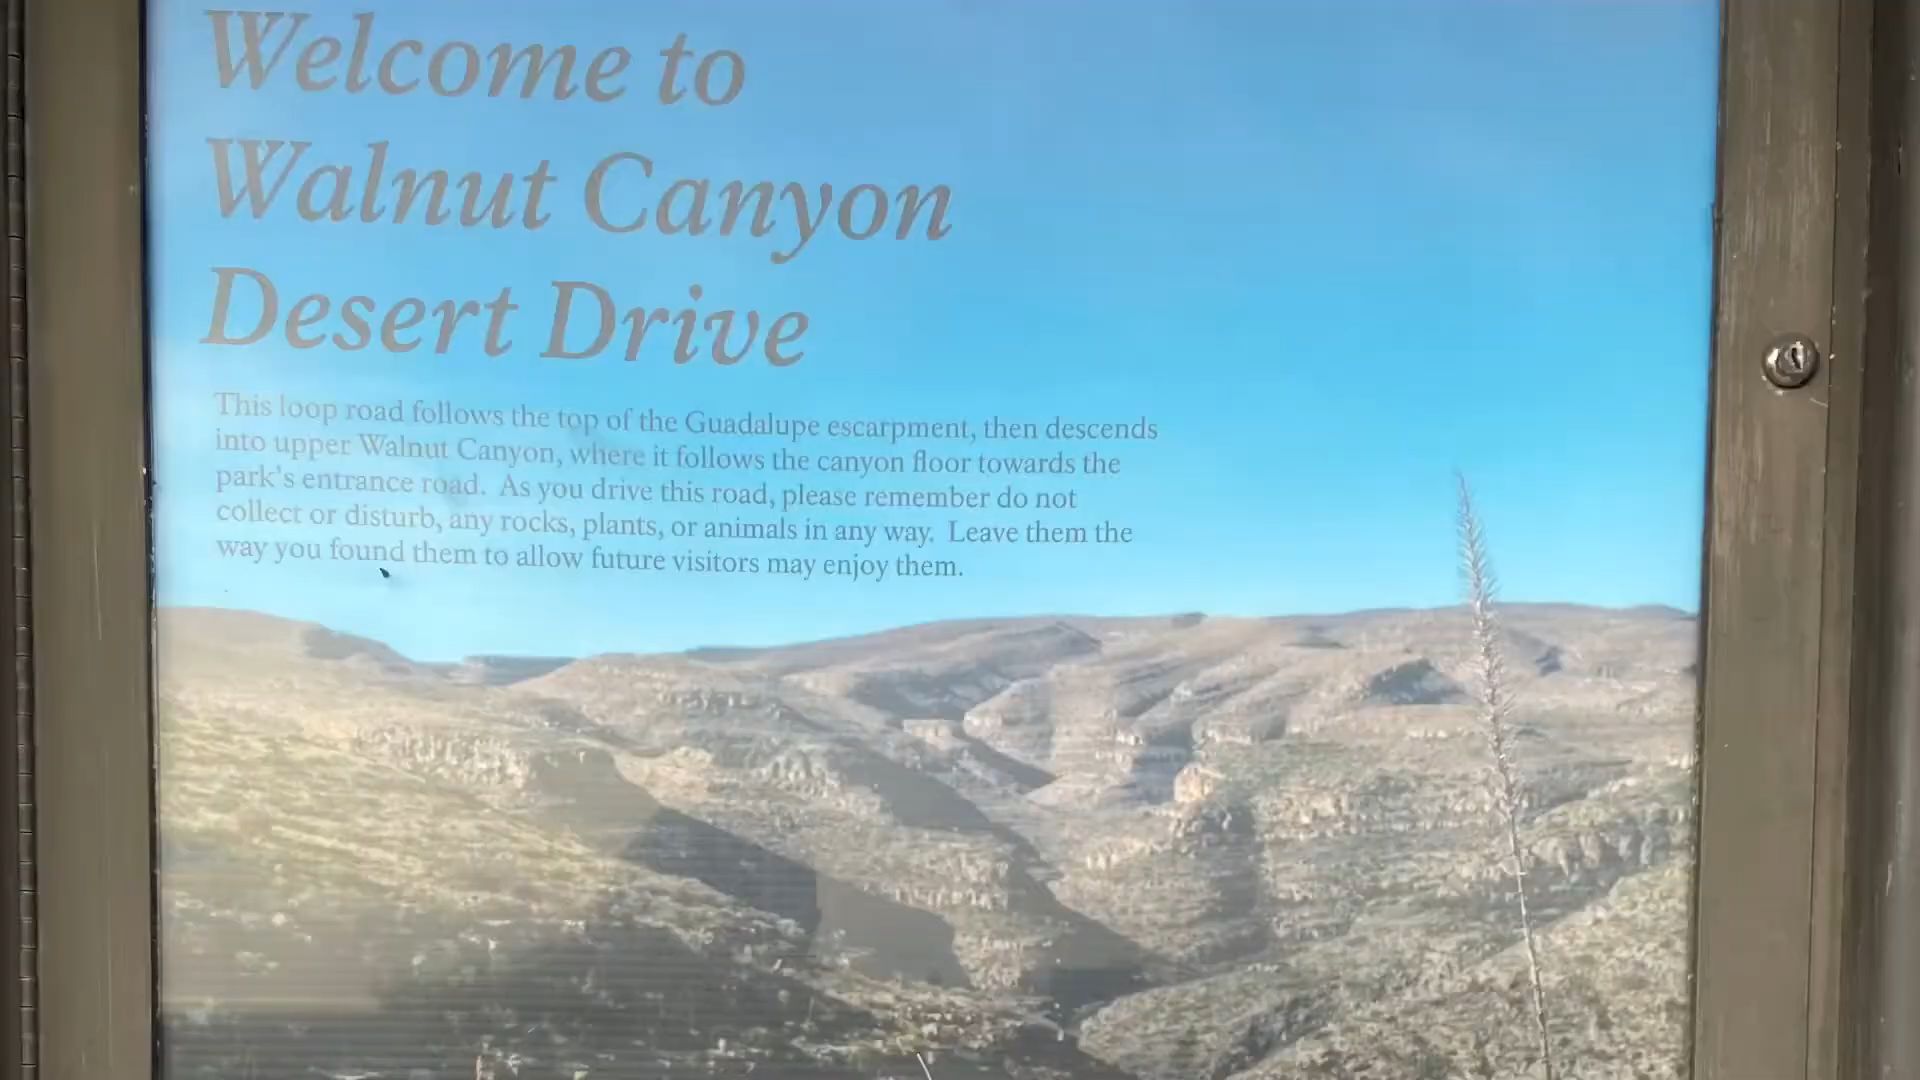 Welcome to
Walnut Canyon
Desert Drive
This loop road follows the top of the Guadalupe escarpment, then descends
into upper Walnut Canyon, where it follows the canyon floor towards the
park's entrance road.  As you drive this road, please remember do not
collect or disturb, any rocks, plants, or animals in any way.  Leave them the
way you found them to allow future visitors may enjoy them.